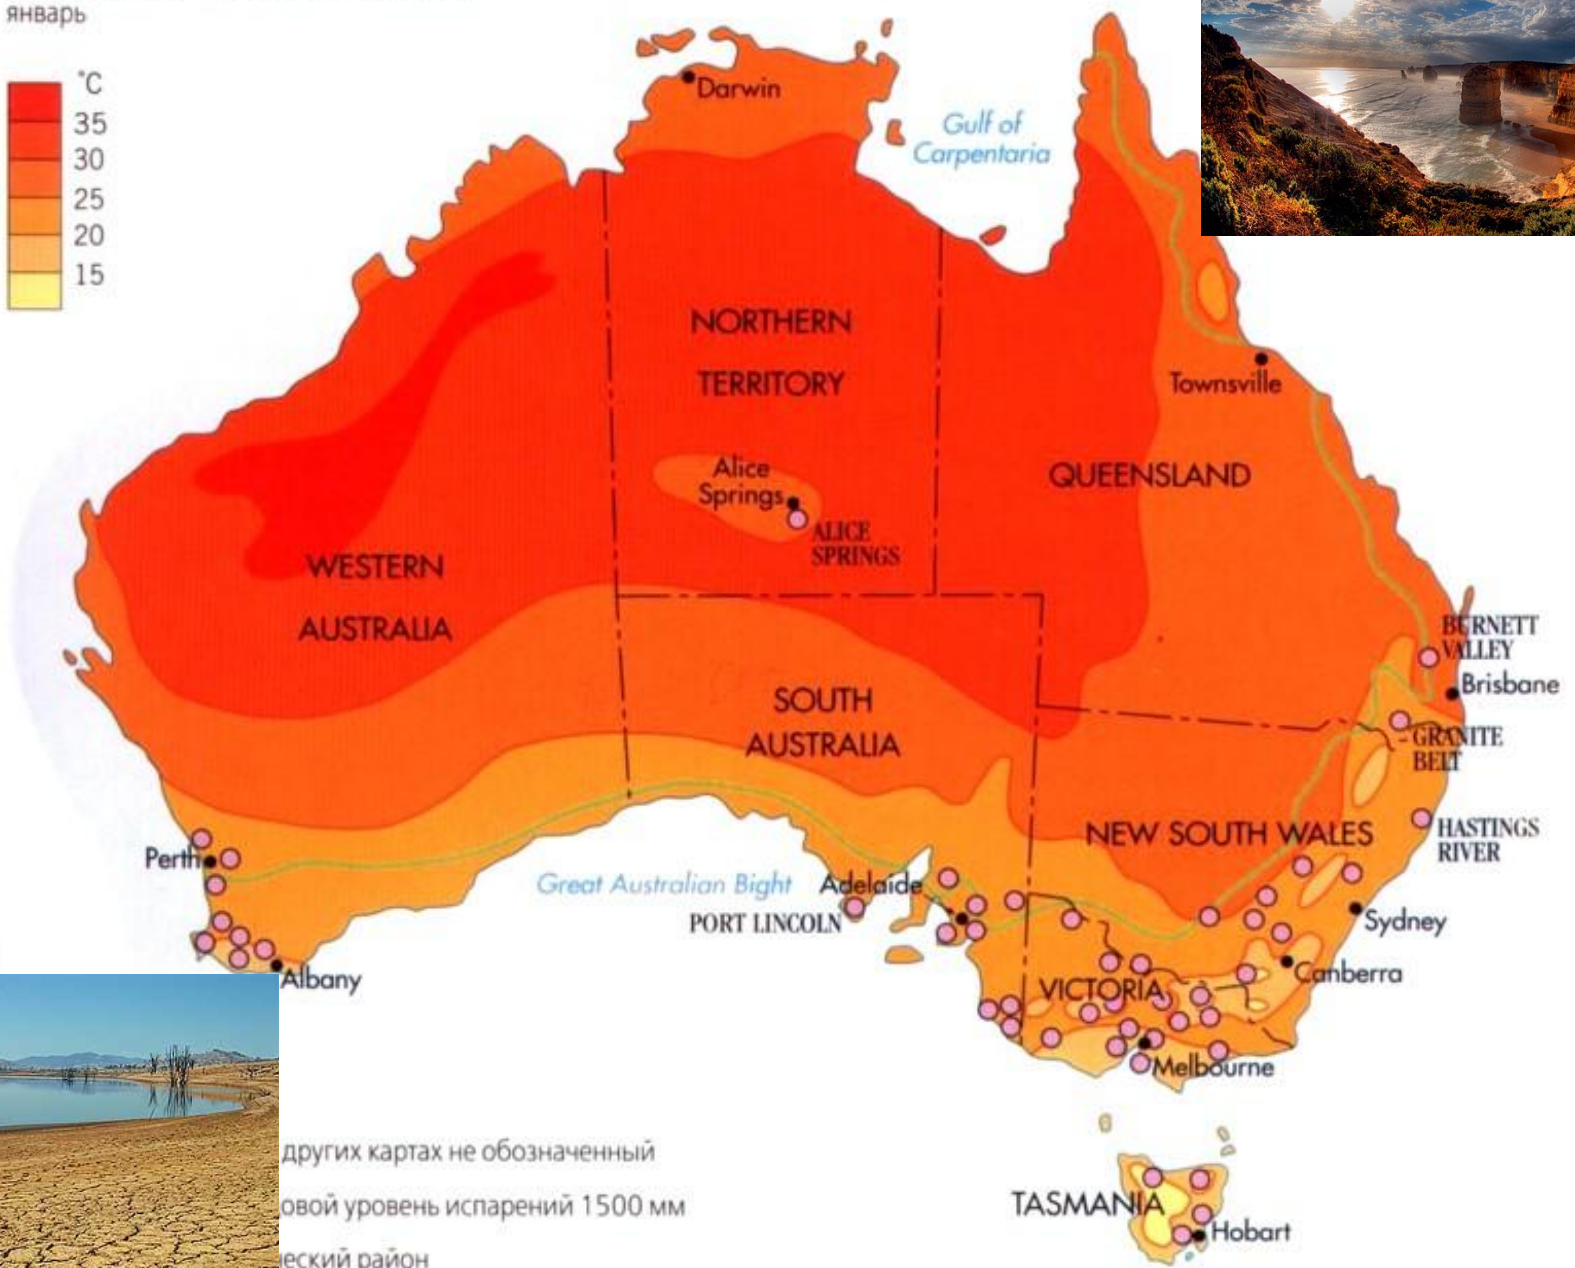 январь
°C
35
30
25
20
15
Darwin
Gulf of
Carpentaria
NORTHERN
TERRITORY
Townsville
Alice
Springs
QUEENSLAND
ALICE
SPRINGS
WESTERN
AUSTRALIA
BURNETT
VALLEY
Brisbane
SOUTH
AUSTRALIA
GRANITE
BELT
NEW SOUTH WALES
HASTINGS
RIVER
Perth
Great Australian Bight
Adelaide
PORT LINCOLN
Sydney
Albany
Canberra
VICTORIA
Melbourne
других картах не обозначенный
овой уровень испарений 1500 мм
еский район
TASMANIA
Hobart